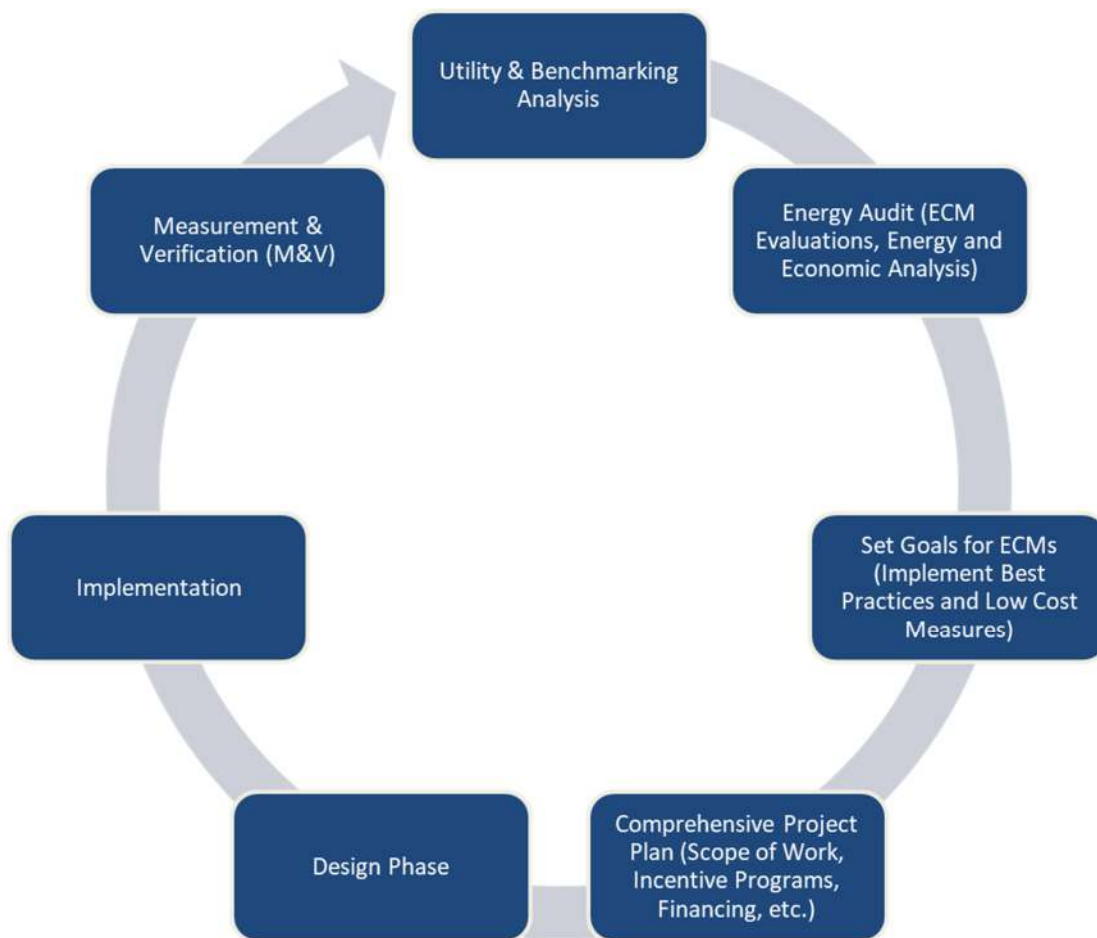 Utility & Benchmarking
Analysis
Energy Audit (ECM
Evaluations, Energy and
Economic Analysis)
Set Goals for ECMs
(Implement Best
Practices and Low Cost
Measures)
Comprehensive Project
Plan (Scope of Work,
Incentive Programs,
Financing, etc.)
Design Phase
Implementation
Measurement &
Verification (M&V)